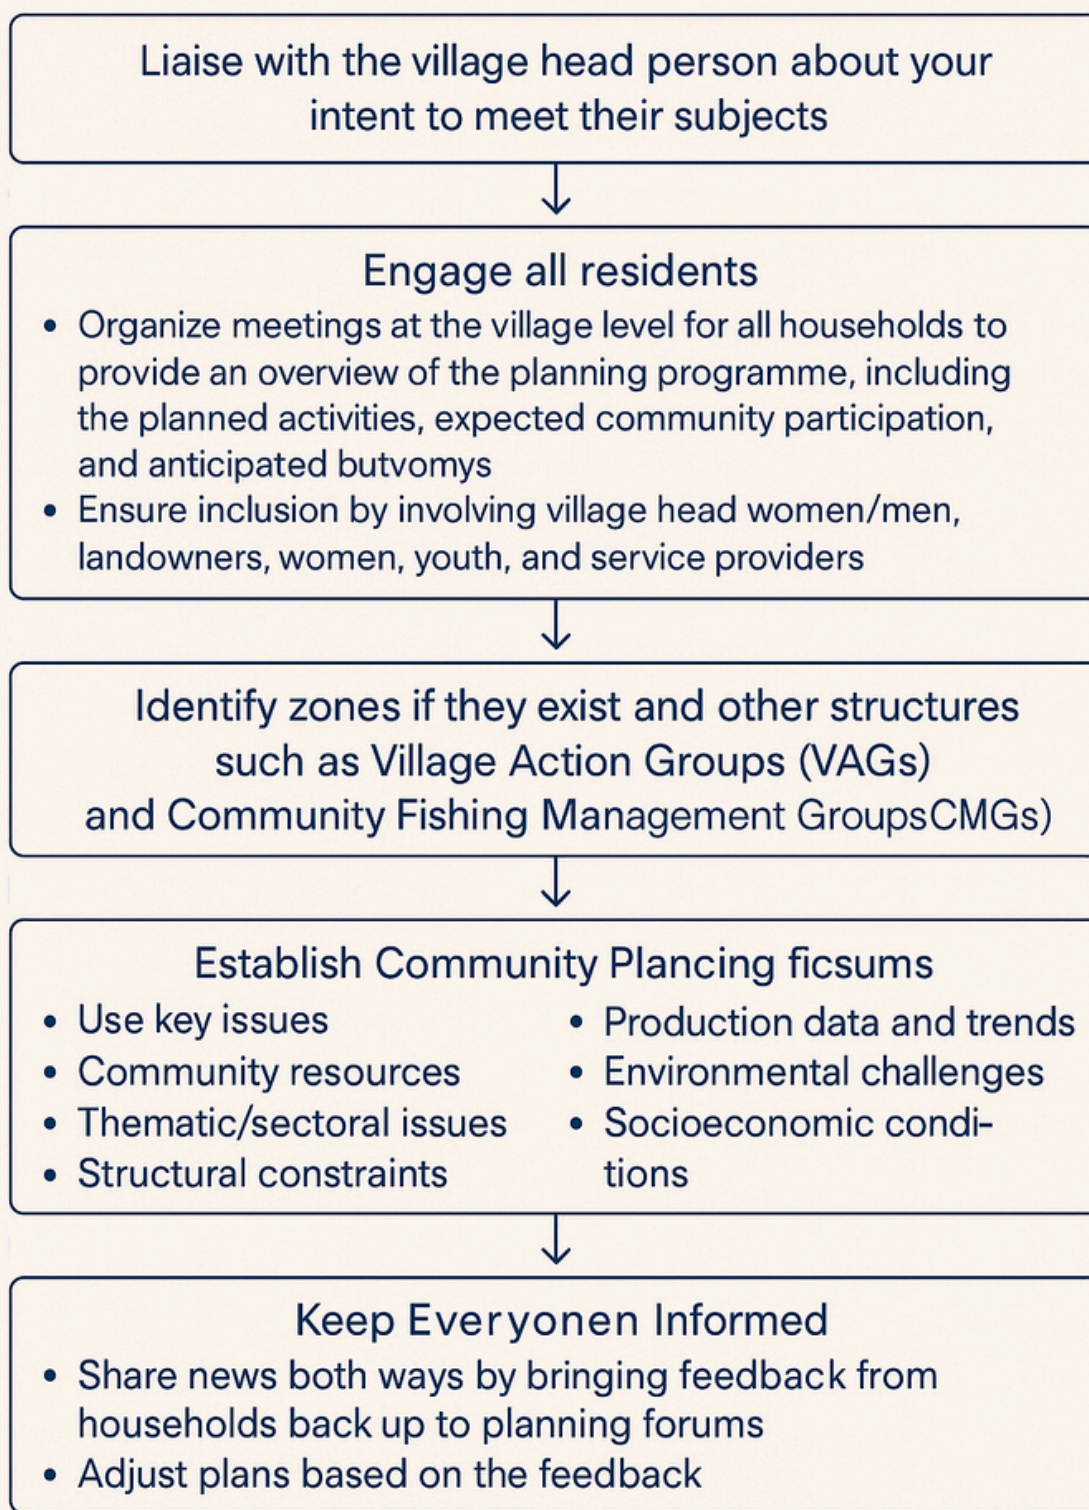 Liaise with the village head person about your
intent to meet their subjects
Engage all residents
• Organize meetings at the village level for all households to
provide an overview of the planning programme, including
the planned activities, expected community participation,
and anticipated butvomys
• Ensure inclusion by involving village head women/men,
landowners, women, youth, and service providers
Identify zones if they exist and other structures
such as Village Action Groups (VAGs)
and Community Fishing Management GroupsCMGs)
Establish Community Plancing ficsums
• Use key issues
• Community resources
• Thematic/sectoral issues
• Structural constraints
• Production data and trends
• Environmental challenges
• Socioeconomic condi-
tions
Keep Everyonen Informed
• Share news both ways by bringing feedback from
households back up to planning forums
• Adjust plans based on the feedback